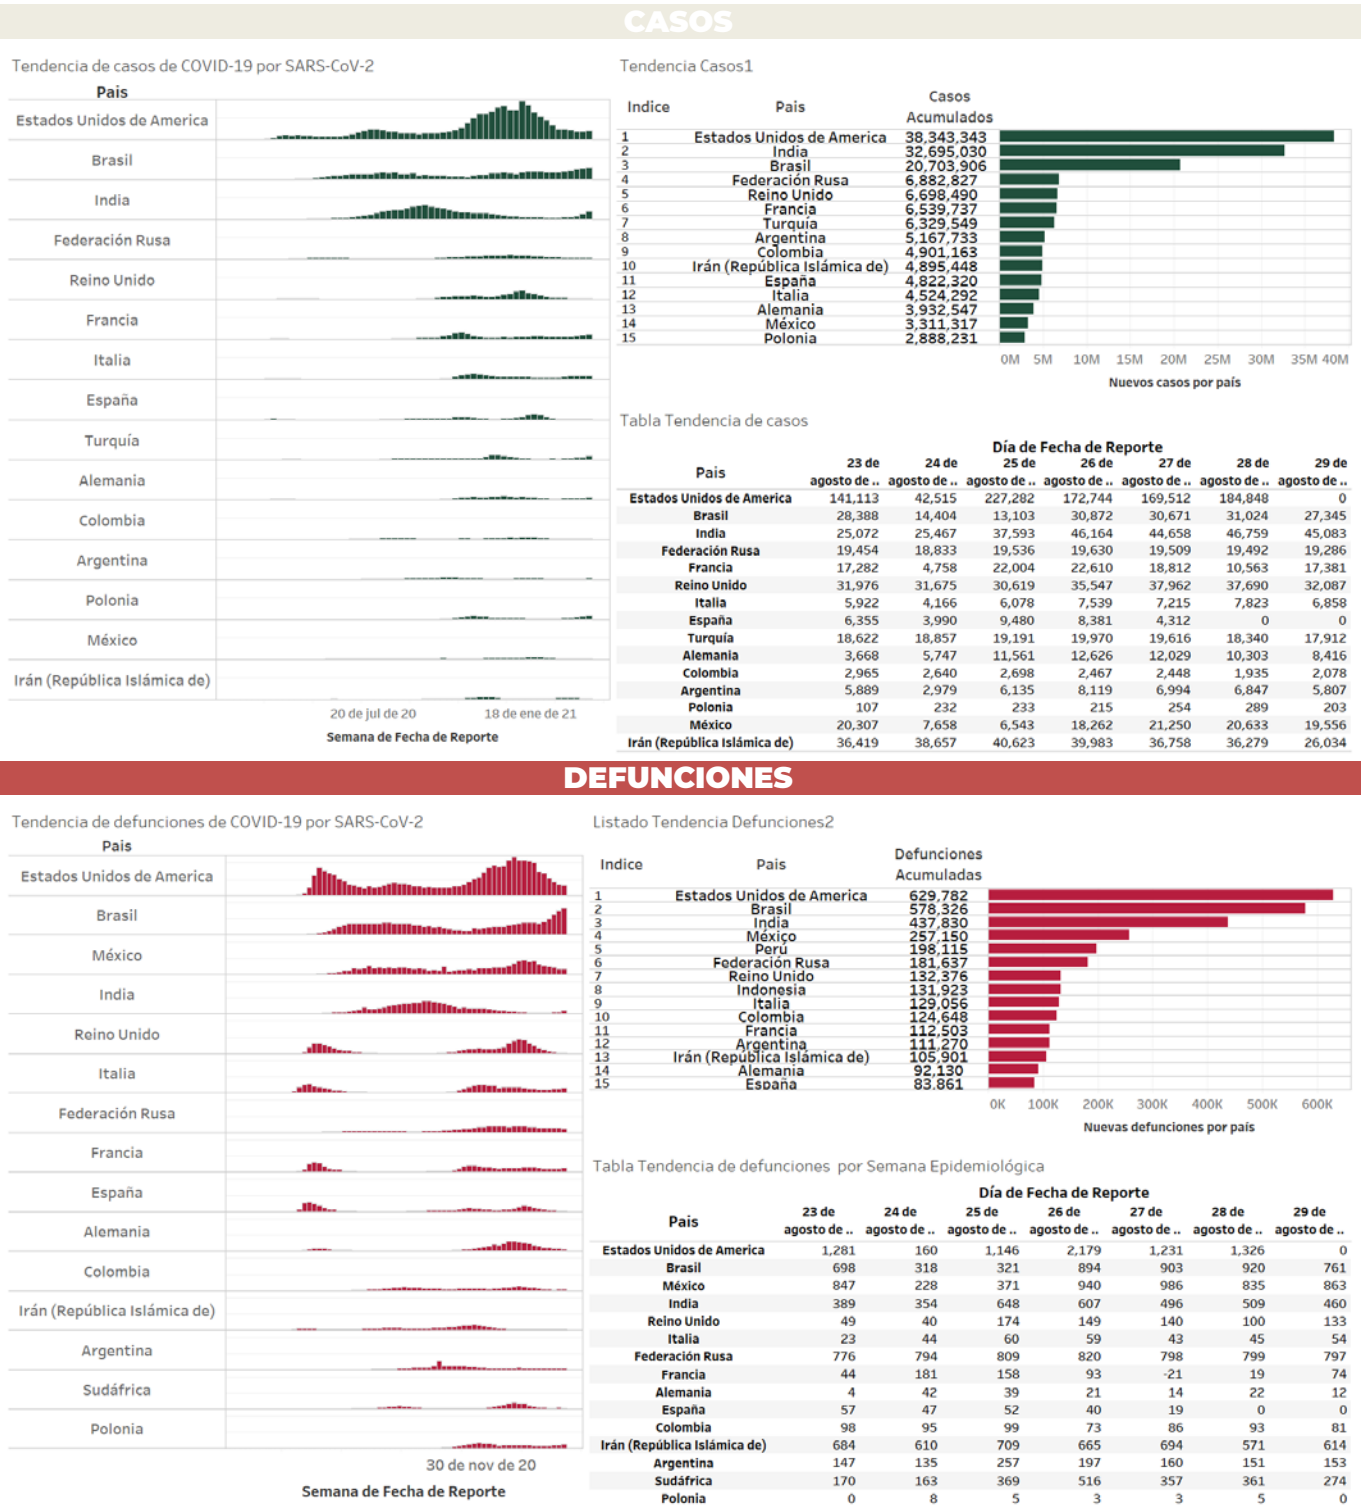 CASOS
Tendencia de casos de COVID-19 por SARS-CoV-2
Pais
Estados Unidos de America
Brasil
India
Federación Rusa
Reino Unido
Francia
Italia
España
Turquía
Alemania
Colombia
Argentina
Polonia
México
Irán (República Islámica de)
20 de jul de 20 18 de ene de 21
Semana de Fecha de Reporte
Tendencia Casos1
Indice Pais Casos Acumulados
1 Estados Unidos de America 38,343,343
2 India 32,695,030
3 Brasil 20,703,906
4 Federación Rusa 6,882,827
5 Reino Unido 6,698,490
6 Francia 6,539,737
7 Turquía 6,329,549
8 Argentina 5,167,733
9 Colombia 4,901,163
10 Irán (República Islámica de) 4,895,448
11 España 4,822,320
12 Italia 4,524,292
13 Alemania 3,932,547
14 México 3,311,317
15 Polonia 2,888,231
0M 5M 10M 15M 20M 25M 30M 35M 40M
Nuevos casos por país
Tabla Tendencia de casos
Día de Fecha de Reporte
Pais 23 de agosto de .. 24 de agosto de .. 25 de agosto de .. 26 de agosto de .. 27 de agosto de .. 28 de agosto de .. 29 de agosto de ..
Estados Unidos de America 141,113 42,515 227,282 172,744 169,512 184,848 0
Brasil 28,388 14,404 13,103 30,872 30,671 31,024 27,345
India 25,072 25,467 37,593 46,164 44,658 46,759 45,083
Federación Rusa 19,454 18,833 19,536 19,630 19,509 19,492 19,286
Francia 17,282 4,758 22,004 22,610 18,812 10,563 17,381
Reino Unido 31,976 31,675 30,619 35,547 37,962 37,690 32,087
Italia 5,922 4,166 6,078 7,539 7,215 7,823 6,858
España 6,355 3,990 9,480 8,381 4,312 0 0
Turquía 18,622 18,857 19,191 19,970 19,616 18,340 17,912
Alemania 3,668 5,747 11,561 12,626 12,029 10,303 8,416
Colombia 2,965 2,640 2,698 2,467 2,448 1,935 2,078
Argentina 5,889 2,979 6,135 8,119 6,994 6,847 5,807
Polonia 107 232 233 215 254 289 203
México 20,307 7,658 6,543 18,262 21,250 20,633 19,556
Irán (República Islámica de) 36,419 38,657 40,623 39,983 36,758 36,279 26,034
DEFUNCIONES
Tendencia de defunciones de COVID-19 por SARS-CoV-2
Pais
Estados Unidos de America
Brasil
México
India
Reino Unido
Italia
Federación Rusa
Francia
España
Alemania
Colombia
Irán (República Islámica de)
Argentina
Sudáfrica
Polonia
30 de nov de 20
Semana de Fecha de Reporte
Listado Tendencia Defunciones2
Indice Pais Defunciones Acumuladas
1 Estados Unidos de America 629,782
2 Brasil 578,326
3 India 437,830
4 México 257,150
5 Perú 198,115
6 Federación Rusa 181,637
7 Reino Unido 132,376
8 Indonesia 131,923
9 Italia 129,056
10 Colombia 124,648
11 Francia 112,503
12 Argentina 111,270
13 Irán (República Islámica de) 105,901
14 Alemania 92,130
15 España 83,861
0K 100K 200K 300K 400K 500K 600K
Nuevas defunciones por país
Tabla Tendencia de defunciones por Semana Epidemiológica
Día de Fecha de Reporte
Pais 23 de agosto de .. 24 de agosto de .. 25 de agosto de .. 26 de agosto de .. 27 de agosto de .. 28 de agosto de .. 29 de agosto de ..
Estados Unidos de America 1,281 160 1,146 2,179 1,231 1,326 0
Brasil 698 318 321 894 903 920 761
México 847 228 371 940 986 835 863
India 389 354 648 607 496 509 460
Reino Unido 49 40 174 149 140 100 133
Italia 23 44 60 59 43 45 54
Federación Rusa 776 794 809 820 798 799 797
Francia 44 181 158 93 -21 19 74
Alemania 4 42 39 21 14 22 12
España 57 47 52 40 19 0 0
Colombia 98 95 99 73 86 93 81
Irán (República Islámica de) 684 610 709 665 694 571 614
Argentina 147 135 257 197 160 151 153
Sudáfrica 170 163 369 516 357 361 274
Polonia 0 8 5 3 3 5 0